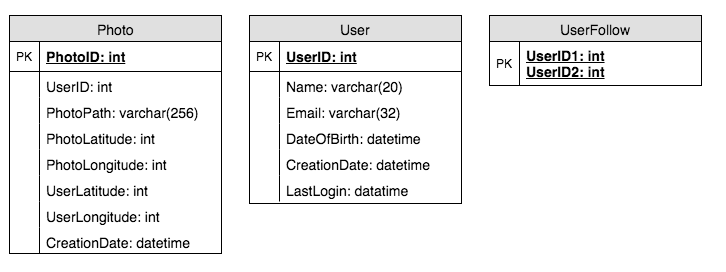 Photo
PK PhotoID: int
UserID: int
PhotoPath: varchar(256)
PhotoLatitude: int
PhotoLongitude: int
UserLatitude: int
UserLongitude: int
CreationDate: datetime
User
PK UserID: int
Name: varchar(20)
Email: varchar(32)
DateOfBirth: datetime
CreationDate: datetime
LastLogin: datatime
UserFollow
PK UserID1: int
UserID2: int